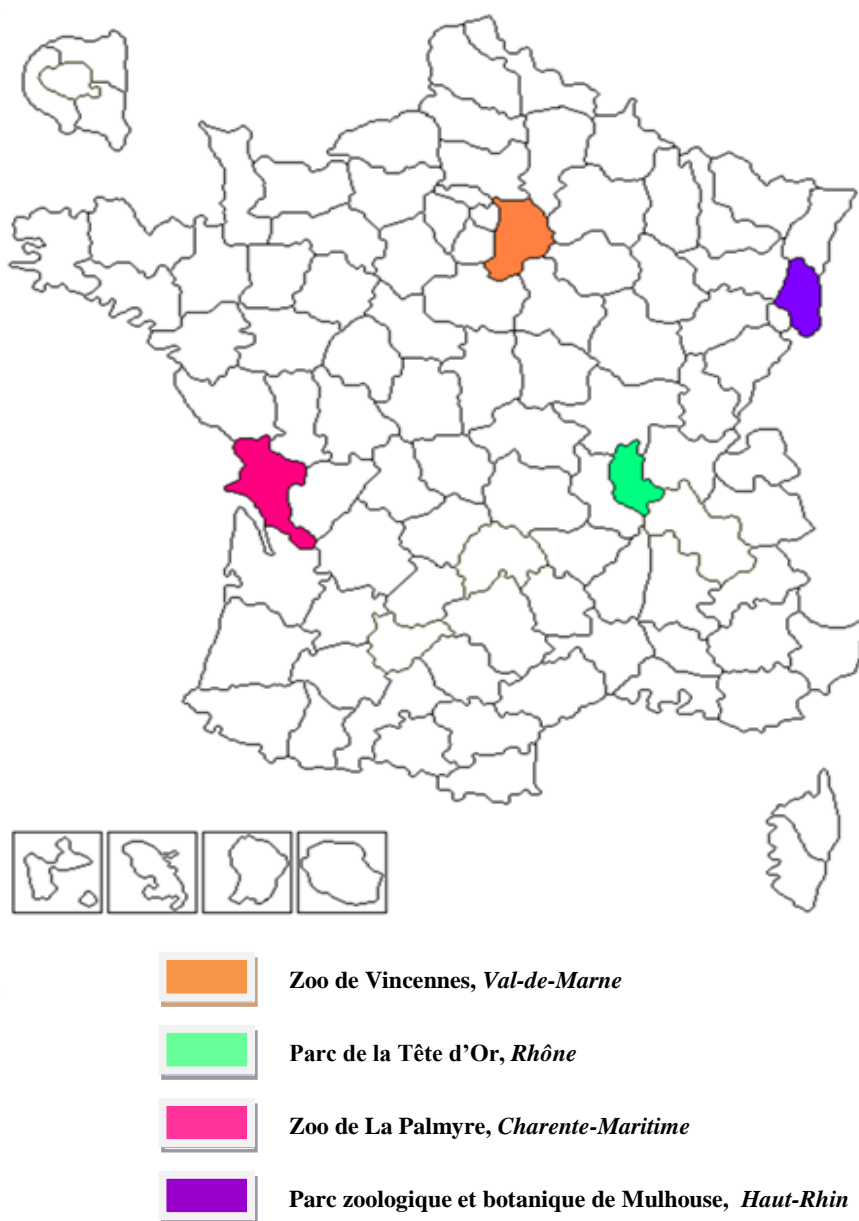 Zoo de Vincennes, Val-de-Marne
Parc de la Tête d’Or, Rhône
Zoo de La Palmyre, Charente-Maritime
Parc zoologique et botanique de Mulhouse, Haut-Rhin